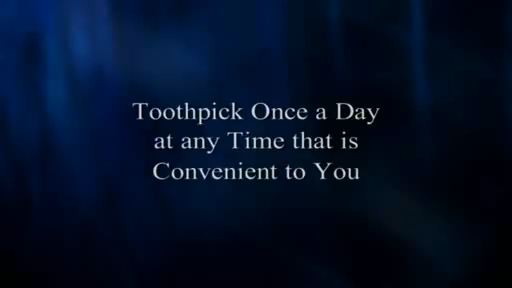 Toothpick Once a Day
at any Time that is
Convenient to You